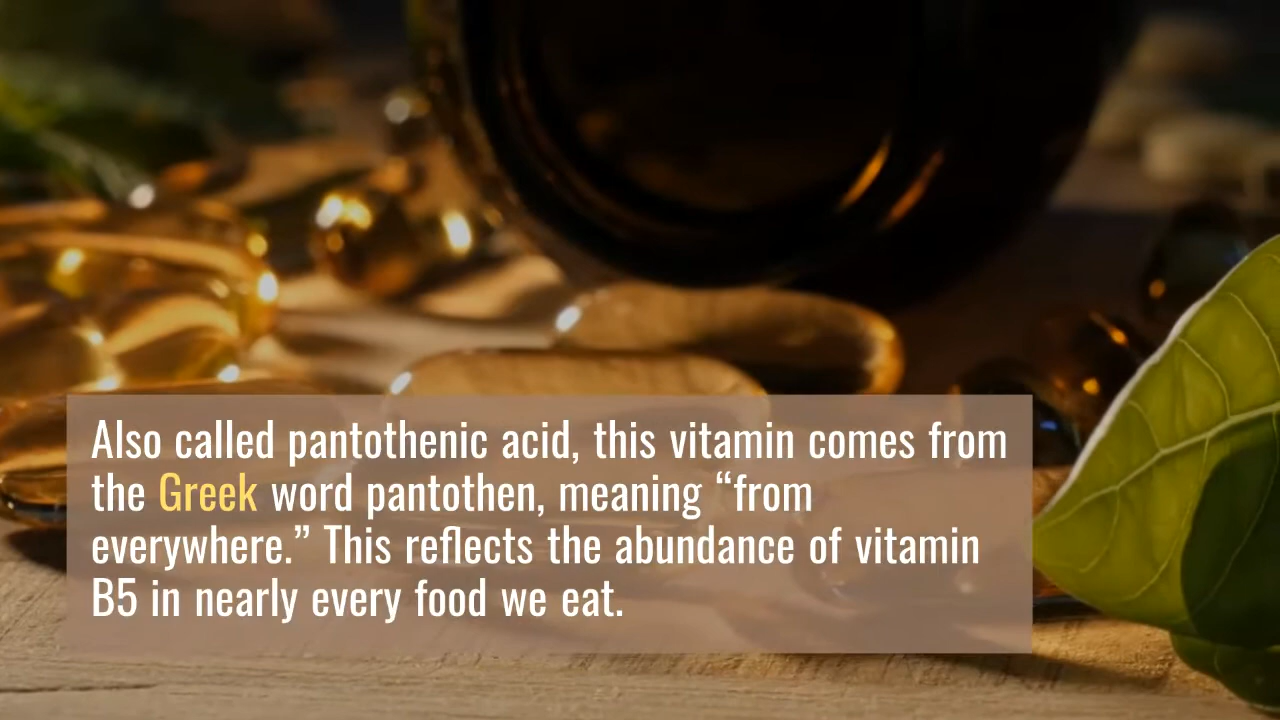 Also called pantothenic acid, this vitamin comes from
the Greek word pantothen, meaning “from
everywhere.” This reflects the abundance of vitamin
B5 in nearly every food we eat.